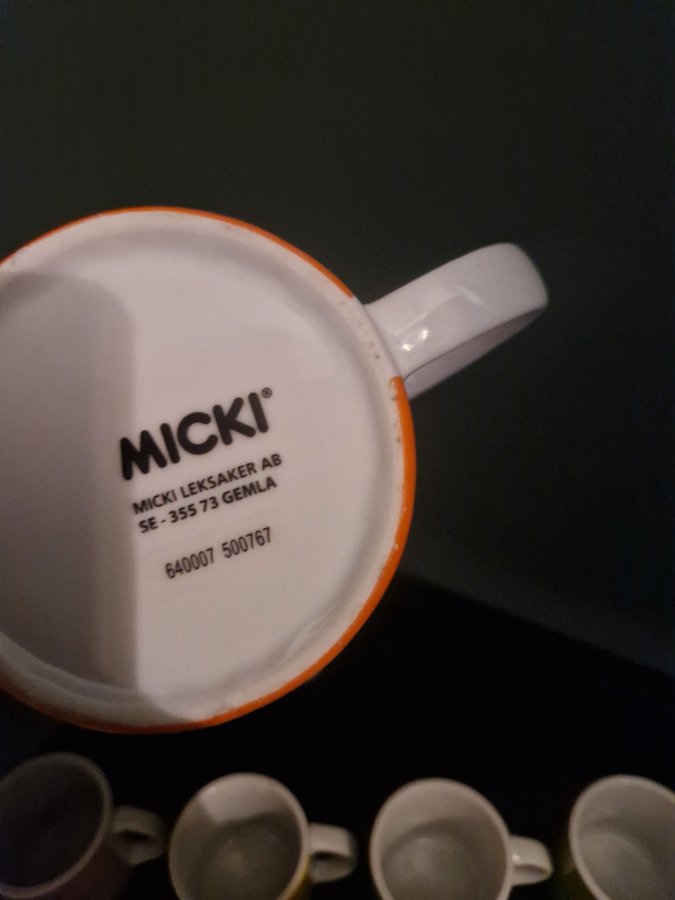 MICKI®
MICKI LEKSAKER AB
SE - 355 73 GEMLA
640007 500767